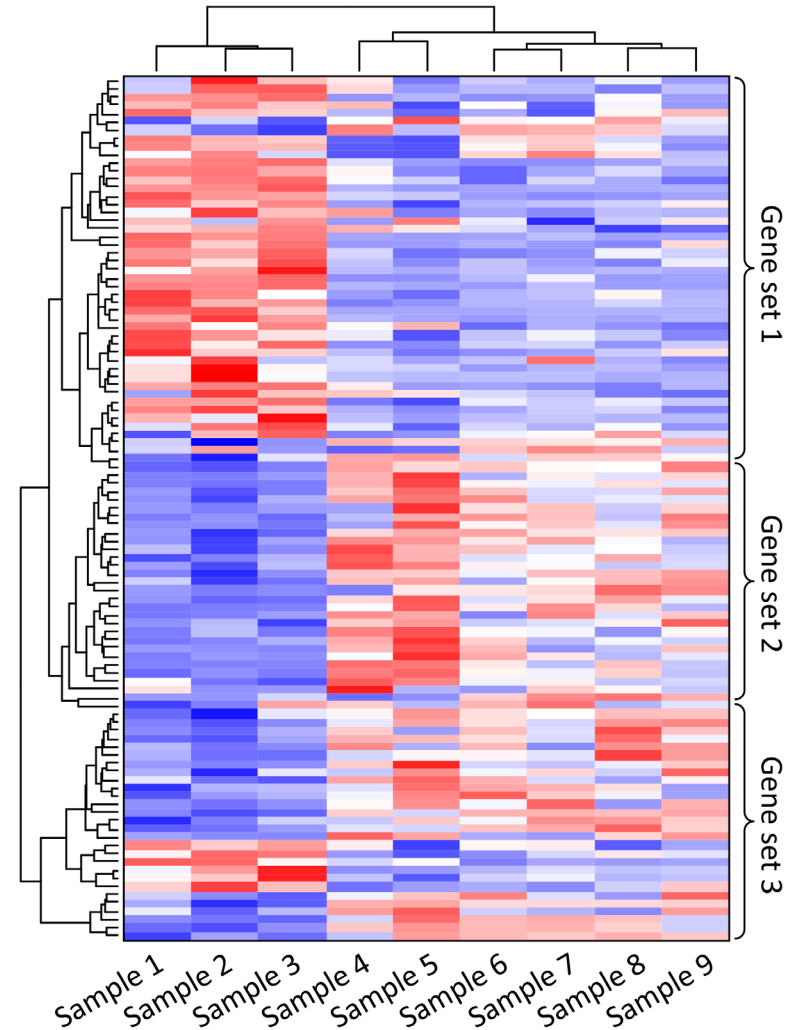 Gene set 1
Gene set 2
Gene set 3
Sample 1
Sample 2
Sample 3
Sample 4
Sample 5
Sample 6
Sample 7
Sample 8
Sample 9